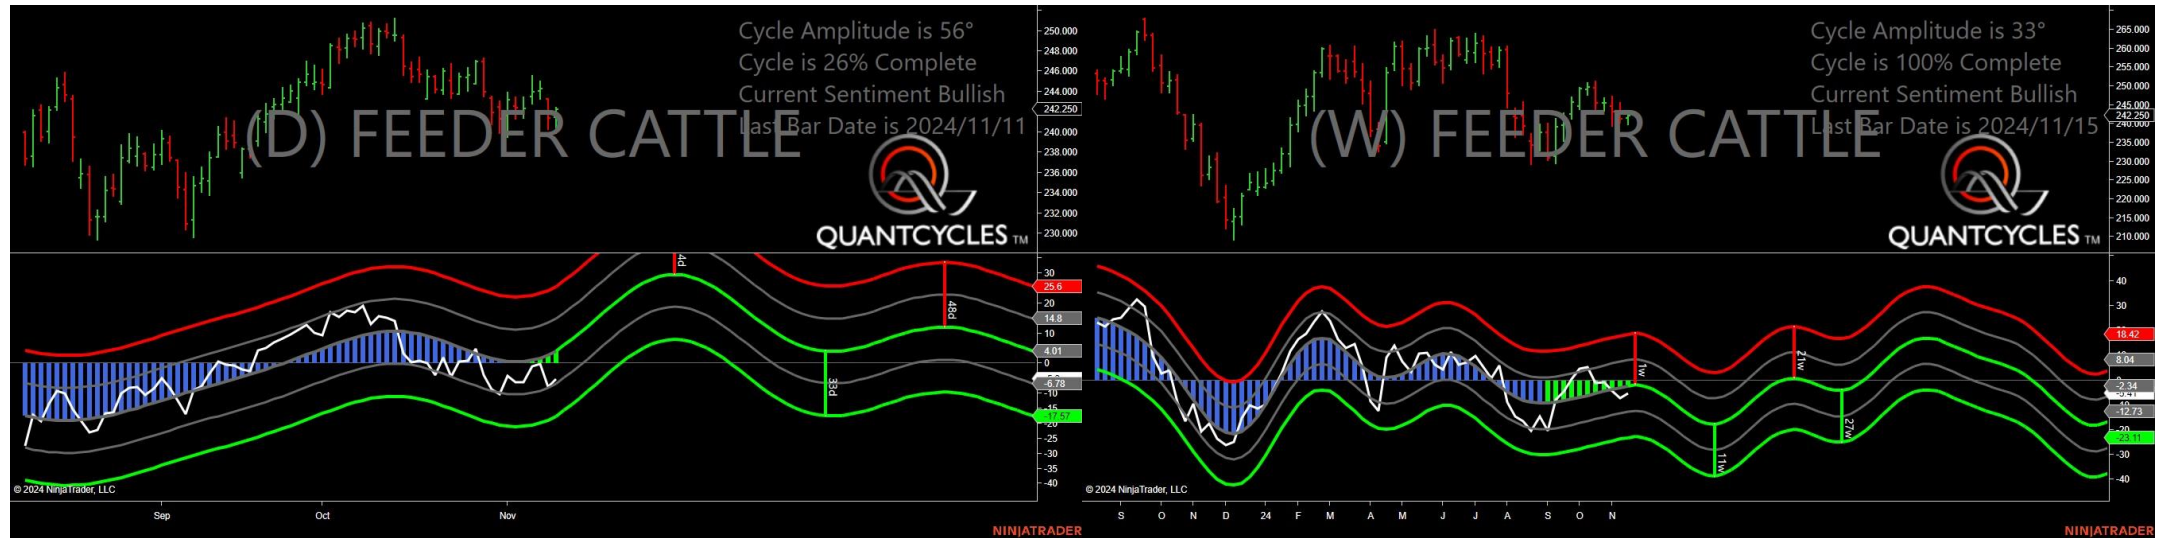 Cycle Amplitude is 56°
Cycle is 26% Complete
Current Sentiment Bullish
Last Bar Date is 2024/11/11
(D) FEEDER CATTLE
QUANTCYCLES TM
250.000
248.000
246.000
244.000
242.250
240.000
238.000
236.000
234.000
232.000
230.000
4d
48d
33d
30
25.6
20
14.8
10
4.01
0
-6.78
-10
-15
-17.57
-20
-25
-30
-35
-40
© 2024 NinjaTrader, LLC
Sep
Oct
Nov
NINJATRADER
Cycle Amplitude is 33°
Cycle is 100% Complete
Current Sentiment Bullish
Last Bar Date is 2024/11/15
(W) FEEDER CATTLE
QUANTCYCLES TM
265.000
260.000
255.000
250.000
245.000
242.250
240.000
235.000
230.000
225.000
220.000
215.000
210.000
1w
21w
11w
27w
40
30
18.42
8.04
-2.34
-5.41
-12.73
-23.11
-30
-40
© 2024 NinjaTrader, LLC
S
O
N
D
24
F
M
A
M
J
J
A
S
O
N
NINJATRADER